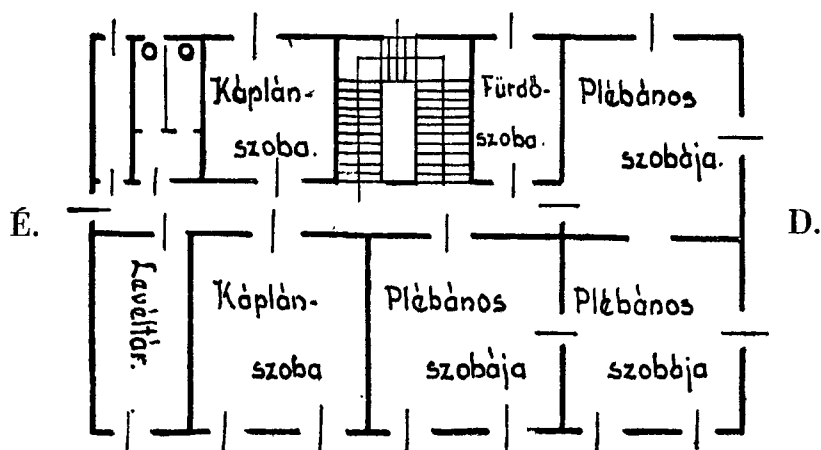 Káplán-
szoba.
Fürdő-
szoba.
Plébános
szobája.
É.
D.
Levéltár.
Káplán-
szoba
Plébános
szobája
Plébános
szobája